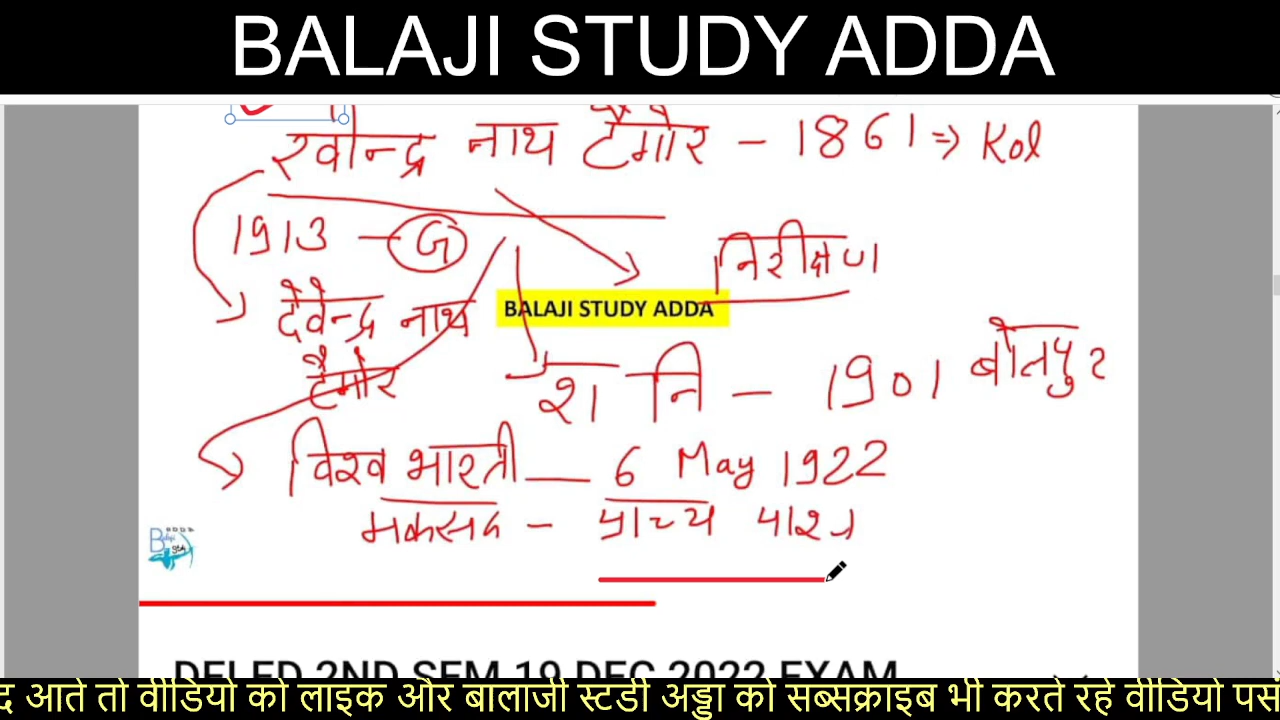 BALAJI STUDY ADDA
रवीन्द्र नाथ टैगोर - 1861 => Kol
1913 - G
निरीक्षण
देवेन्द्र नाथ
टैगोर
BALAJI STUDY ADDA
शा नि - 1901 बोलपुर
विश्व भारती - 6 May 1922
मकसद - प्राच्य पाश्
DELED 2ND SEM 19 DEC 2022 EXAM
द आते तो वीडियो को लाइक और बालाजी स्टडी अड्डा को सब्सक्राइब भी करते रहे वीडियो पसं